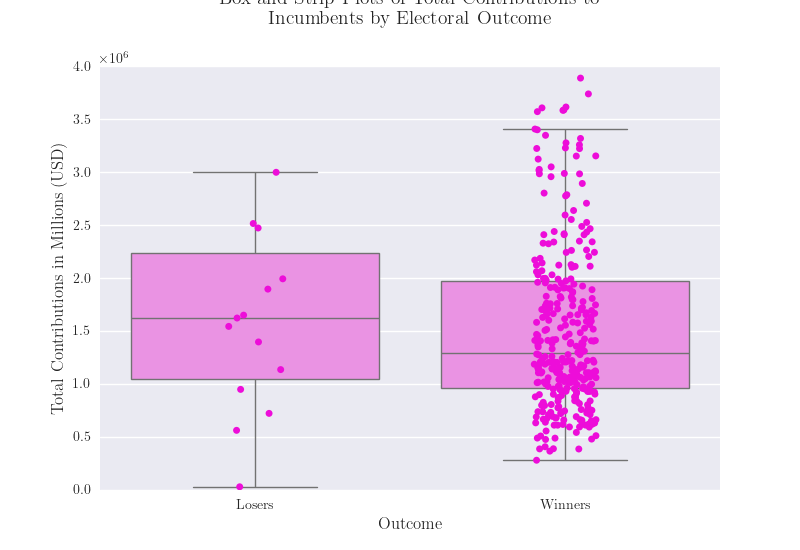 Box and Strip Plots of Total Contributions to
Incumbents by Electoral Outcome
×10⁶
4.0
3.5
3.0
2.5
2.0
1.5
1.0
0.5
0.0
Total Contributions in Millions (USD)
Losers
Winners
Outcome